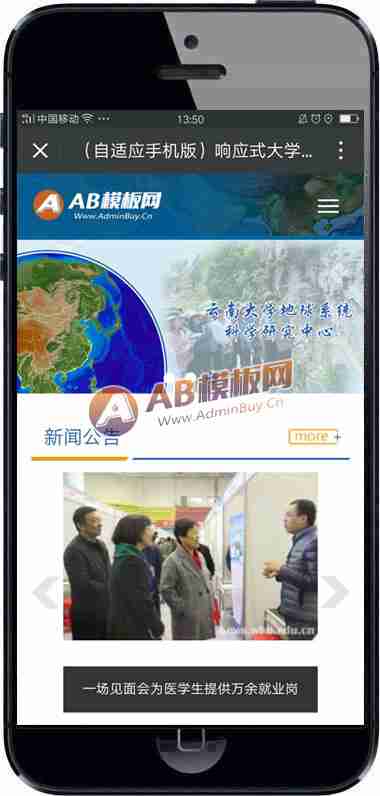 中国移动
13:50
（自适应手机版）响应式大学...
AB模板网
Www.AdminBuy.Cn
云南大学地球系统
科学研究中心
AB模板网
Www.AdminBuy.Cn
新闻公告
more +
www.whu.edu.cn
一场见面会为医学生提供万余就业岗